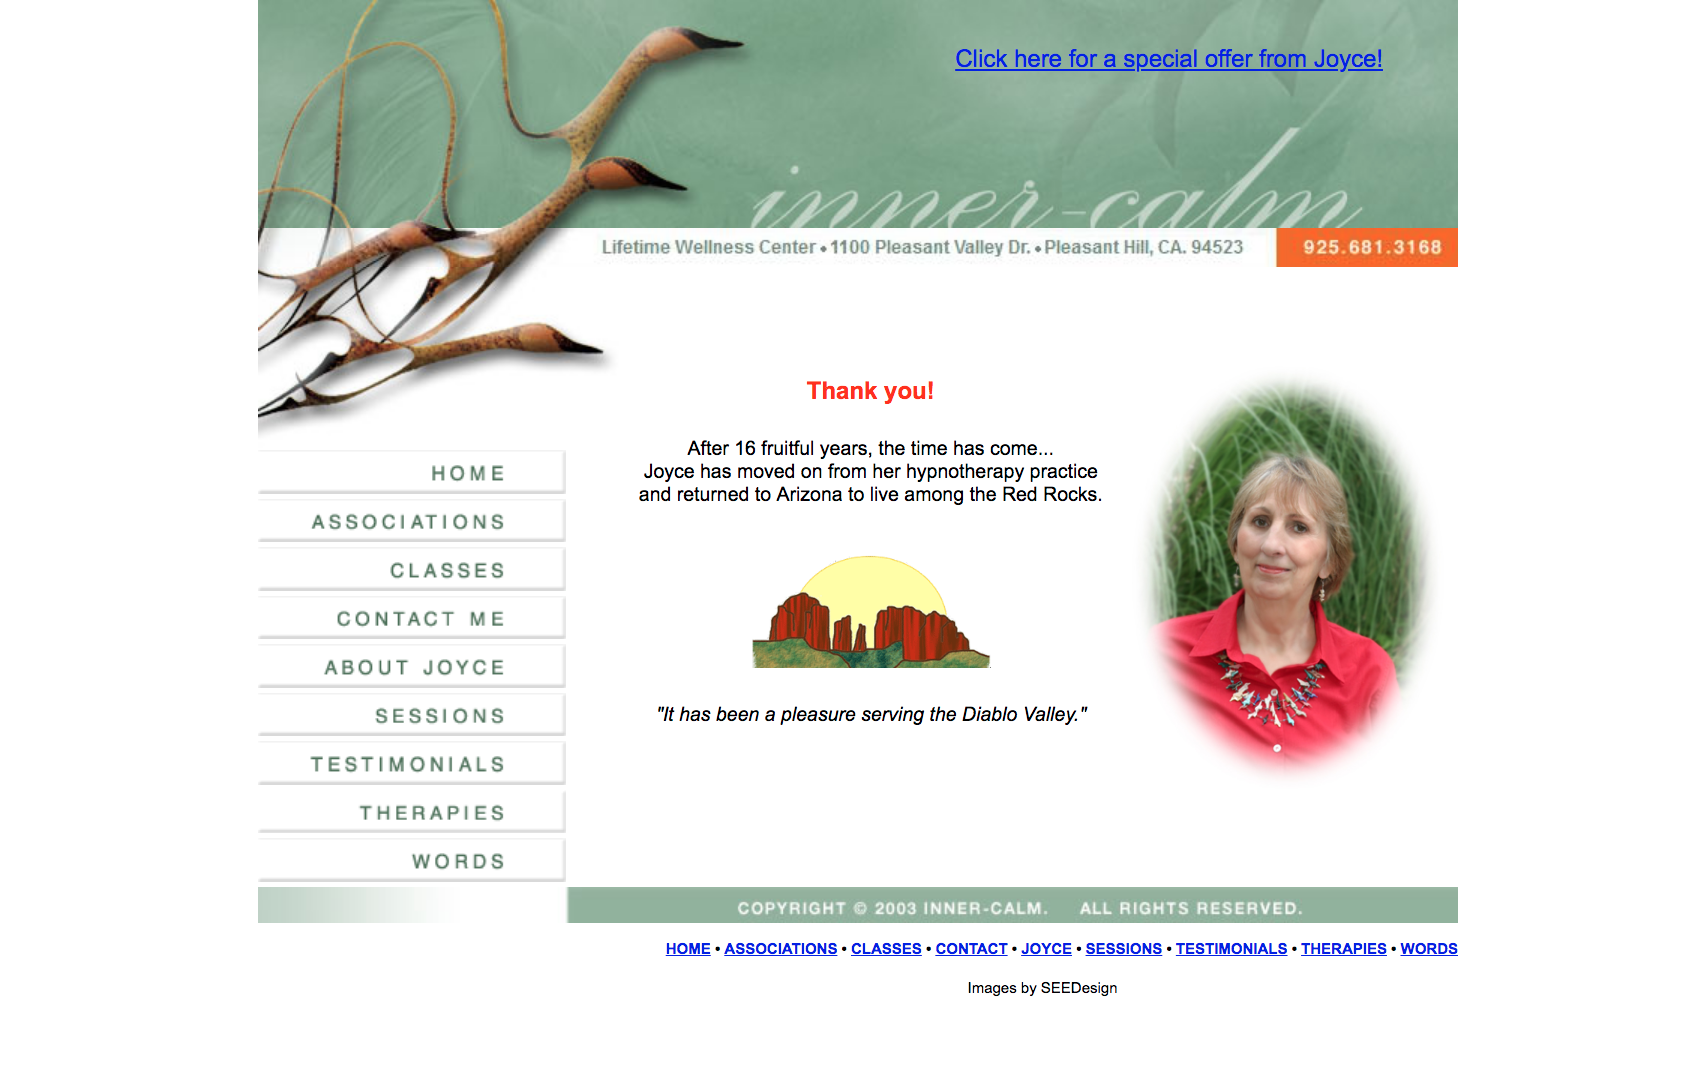 Click here for a special offer from Joyce!
inner-calm
Lifetime Wellness Center • 1100 Pleasant Valley Dr. • Pleasant Hill, CA. 94523
925.681.3168
Thank you!
After 16 fruitful years, the time has come...
Joyce has moved on from her hypnotherapy practice
and returned to Arizona to live among the Red Rocks.
"It has been a pleasure serving the Diablo Valley."
HOME
ASSOCIATIONS
CLASSES
CONTACT ME
ABOUT JOYCE
SESSIONS
TESTIMONIALS
THERAPIES
WORDS
COPYRIGHT © 2003 INNER-CALM. ALL RIGHTS RESERVED.
HOME • ASSOCIATIONS • CLASSES • CONTACT • JOYCE • SESSIONS • TESTIMONIALS • THERAPIES • WORDS
Images by SEEDesign